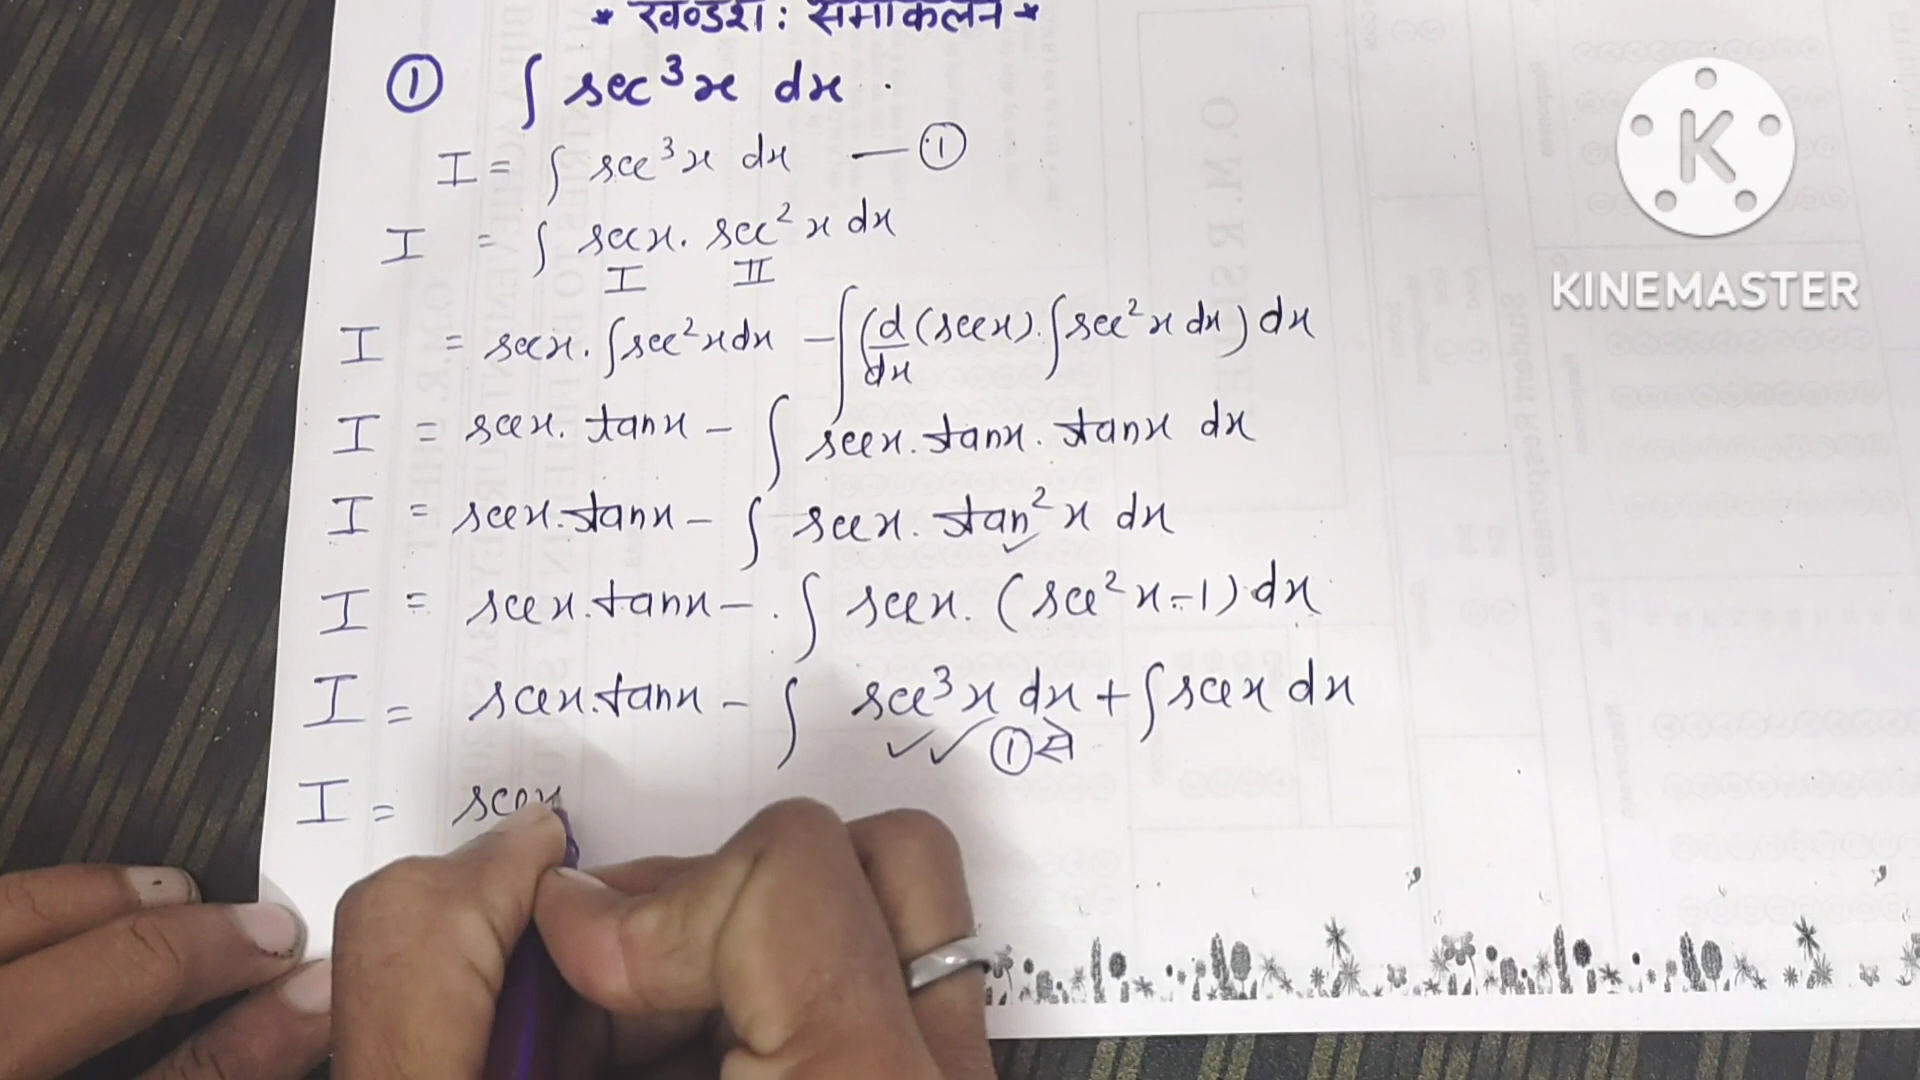 * खण्डश: समाकलन *
① ∫ sec³x dx .
I = ∫ sec³x dx — ①
I = ∫ secx. sec²x dx
I II
I = secx. ∫sec²x dx - ∫(d/dx (secx). ∫sec²x dx) dx
I = secx. tanx - ∫ secx. tanx. tanx dx
I = secx. tanx - ∫ secx. tan²x dx
I = secx. tanx - ∫ secx. (sec²x-1) dx
I = secx. tanx - ∫ sec³x dx + ∫ secx dx
① से
I = secx
KINEMASTER
O. M. R